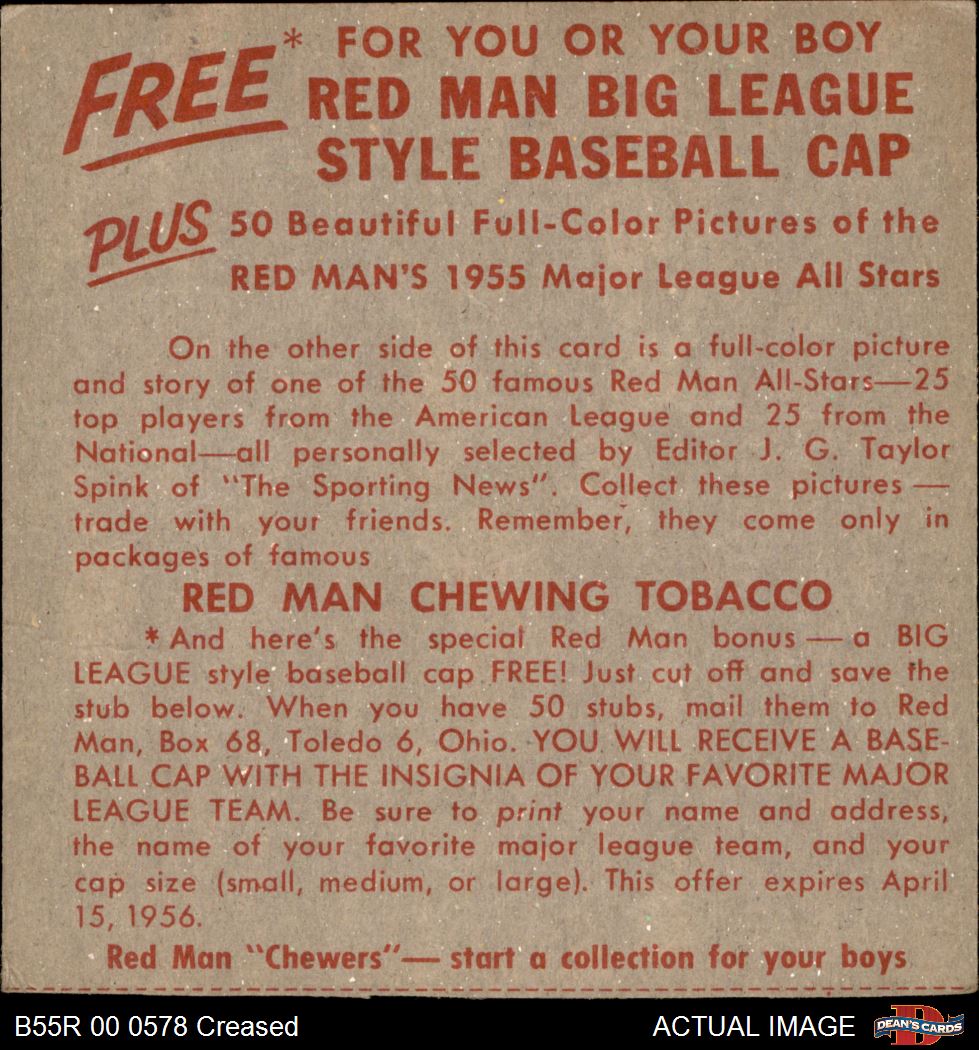 FREE* FOR YOU OR YOUR BOY
RED MAN BIG LEAGUE
STYLE BASEBALL CAP
PLUS 50 Beautiful Full-Color Pictures of the
RED MAN'S 1955 Major League All Stars
On the other side of this card is a full-color picture
and story of one of the 50 famous Red Man All-Stars—25
top players from the American League and 25 from the
National—all personally selected by Editor J. G. Taylor
Spink of "The Sporting News". Collect these pictures —
trade with your friends. Remember, they come only in
packages of famous
RED MAN CHEWING TOBACCO
* And here's the special Red Man bonus — a BIG
LEAGUE style baseball cap FREE! Just cut off and save the
stub below. When you have 50 stubs, mail them to Red
Man, Box 68, Toledo 6, Ohio. YOU WILL RECEIVE A BASE-
BALL CAP WITH THE INSIGNIA OF YOUR FAVORITE MAJOR
LEAGUE TEAM. Be sure to print your name and address,
the name of your favorite major league team, and your
cap size (small, medium, or large). This offer expires April
15, 1956.
Red Man "Chewers"— start a collection for your boys
B55R 00 0578 Creased ACTUAL IMAGE D DEAN'S CARDS